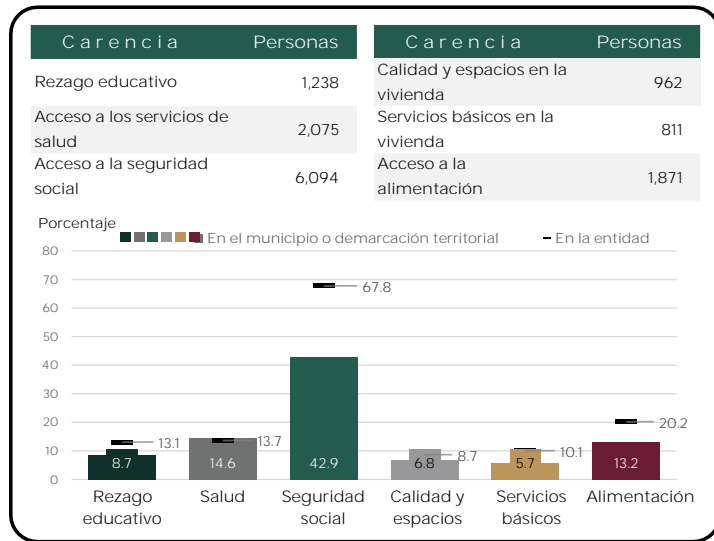 Carencia Personas
Rezago educativo 1,238
Acceso a los servicios de
salud 2,075
Acceso a la seguridad
social 6,094
Carencia Personas
Calidad y espacios en la
vivienda 962
Servicios básicos en la
vivienda 811
Acceso a la
alimentación 1,871
Porcentaje
En el municipio o demarcación territorial En la entidad
80
70
60
50
40
30
20
10
0
67.8
13.1
13.7
8.7
10.1
20.2
8.7
14.6
42.9
6.8
5.7
13.2
Rezago
educativo
Salud
Seguridad
social
Calidad y
espacios
Servicios
básicos
Alimentación